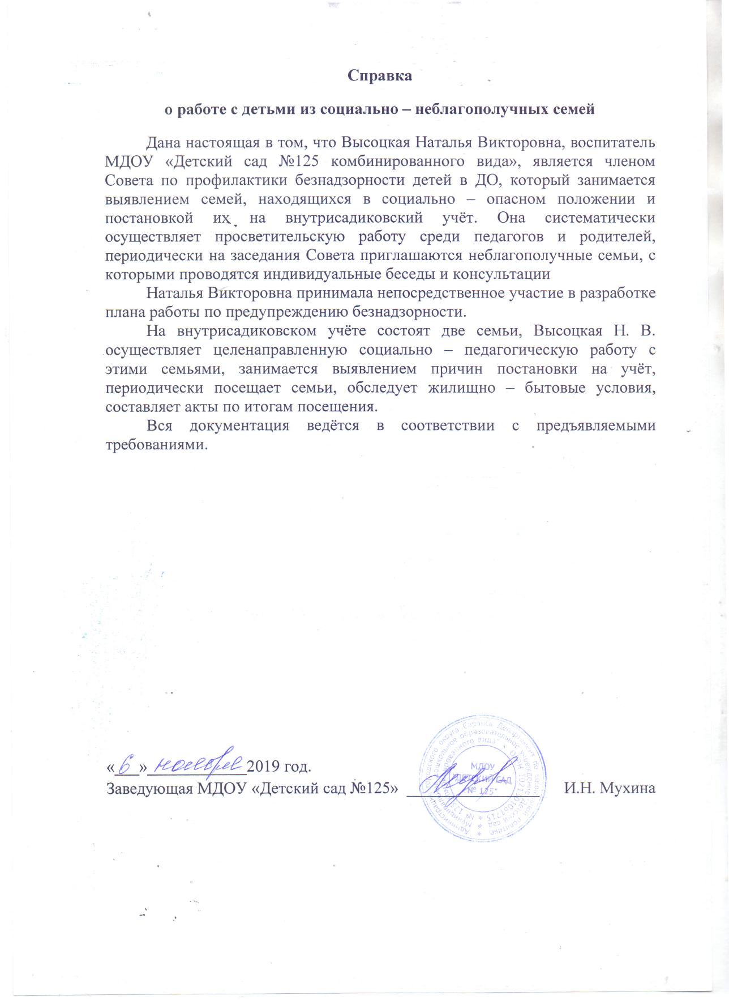 Справка
о работе с детьми из социально – неблагополучных семей
Дана настоящая в том, что Высоцкая Наталья Викторовна, воспитатель
МДОУ «Детский сад №125 комбинированного вида», является членом
Совета по профилактики безнадзорности детей в ДО, который занимается
выявлением семей, находящихся в социально – опасном положении и
постановкой их на внутрисадиковский учёт. Она систематически
осуществляет просветительскую работу среди педагогов и родителей,
периодически на заседания Совета приглашаются неблагополучные семьи, с
которыми проводятся индивидуальные беседы и консультации
Наталья Викторовна принимала непосредственное участие в разработке
плана работы по предупреждению безнадзорности.
На внутрисадиковском учёте состоят две семьи, Высоцкая Н. В.
осуществляет целенаправленную социально – педагогическую работу с
этими семьями, занимается выявлением причин постановки на учёт,
периодически посещает семьи, обследует жилищно – бытовые условия,
составляет акты по итогам посещения.
Вся документация ведётся в соответствии с предъявляемыми
требованиями.
«6» ноября 2019 год.
Заведующая МДОУ «Детский сад №125» И.Н. Мухина
МДОУ
"ДЕТСКИЙ САД
№ 125"